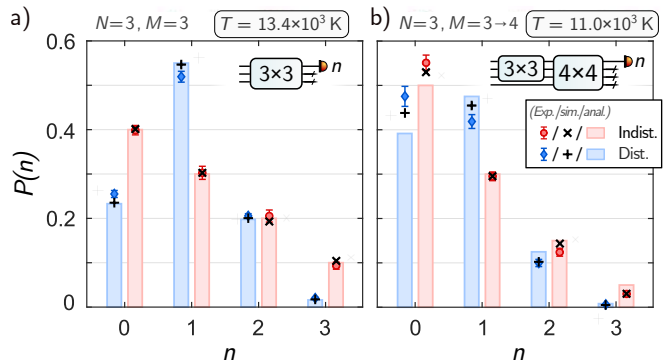 a) N=3, M=3 T = 13.4×10³ K
3×3 n
P(n)
0.6
0.4
0.2
0
0 1 2 3
n
b) N=3, M=3→4 T = 11.0×10³ K
3×3 4×4 n
(Exp./sim./anal.)
/ × / Indist.
/ + / Dist.
0 1 2 3
n